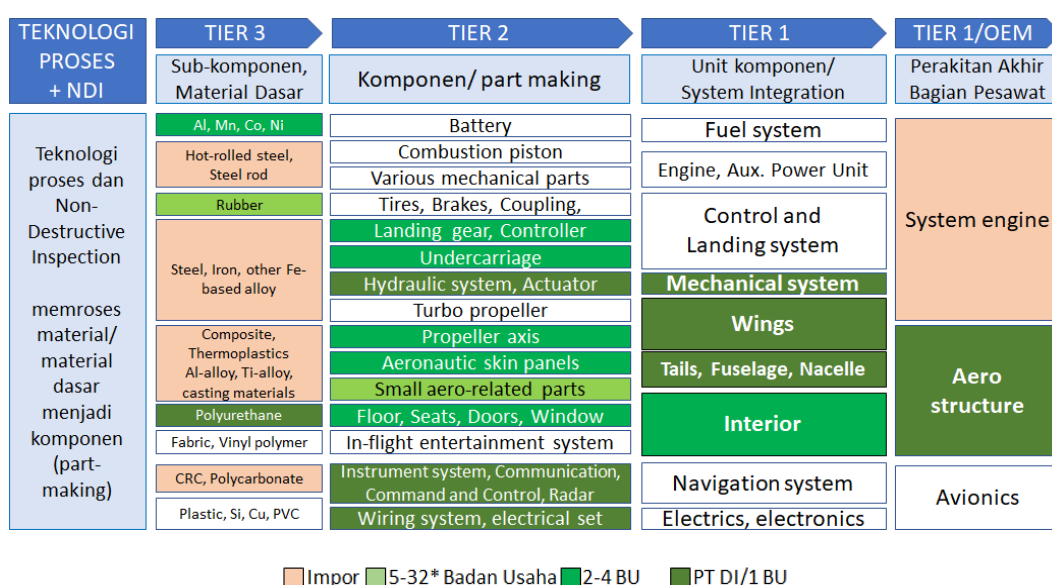 TEKNOLOGI
PROSES
+ NDI
TIER 3
TIER 2
TIER 1
TIER 1/OEM
Sub-komponen,
Material Dasar
Komponen/ part making
Unit komponen/
System Integration
Perakitan Akhir
Bagian Pesawat
Teknologi
proses dan
Non-
Destructive
Inspection
memroses
material/
material
dasar
menjadi
komponen
(part-
making)
Al, Mn, Co, Ni
Hot-rolled steel,
Steel rod
Rubber
Steel, Iron, other Fe-
based alloy
Composite,
Thermoplastics
Al-alloy, Ti-alloy,
casting materials
Polyurethane
Fabric, Vinyl polymer
CRC, Polycarbonate
Plastic, Si, Cu, PVC
Battery
Combustion piston
Various mechanical parts
Tires, Brakes, Coupling,
Landing gear, Controller
Undercarriage
Hydraulic system, Actuator
Turbo propeller
Propeller axis
Aeronautic skin panels
Small aero-related parts
Floor, Seats, Doors, Window
In-flight entertainment system
Instrument system, Communication,
Command and Control, Radar
Wiring system, electrical set
Fuel system
Engine, Aux. Power Unit
Control and
Landing system
Mechanical system
Wings
Tails, Fuselage, Nacelle
Interior
Navigation system
Electrics, electronics
System engine
Aero
structure
Avionics
Impor
5-32* Badan Usaha
2-4 BU
PT DI/1 BU